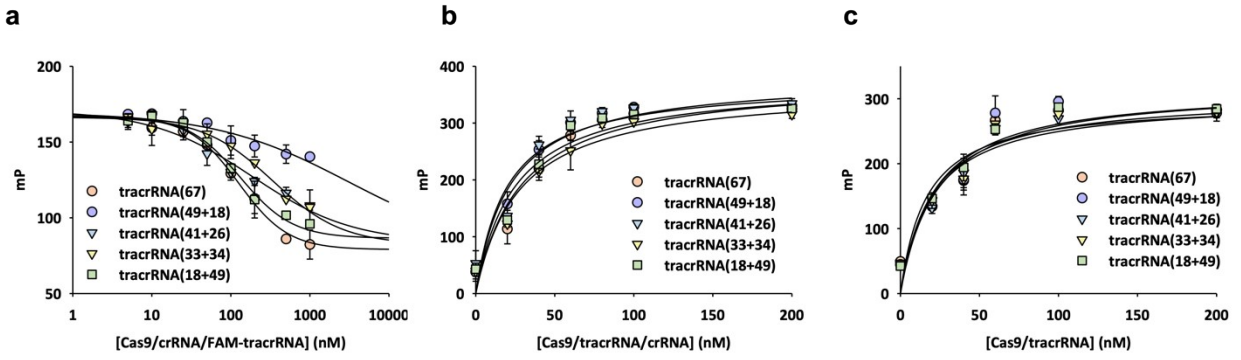 a
200
150
100
50
mP
1
10
100
1000
10000
[Cas9/crRNA/FAM-tracrRNA] (nM)
tracrRNA(67)
tracrRNA(49+18)
tracrRNA(41+26)
tracrRNA(33+34)
tracrRNA(18+49)
b
400
300
200
100
0
mP
0
50
100
150
200
[Cas9/tracrRNA/crRNA] (nM)
tracrRNA(67)
tracrRNA(49+18)
tracrRNA(41+26)
tracrRNA(33+34)
tracrRNA(18+49)
c
300
200
100
0
mP
0
50
100
150
200
[Cas9/tracrRNA] (nM)
tracrRNA(67)
tracrRNA(49+18)
tracrRNA(41+26)
tracrRNA(33+34)
tracrRNA(18+49)